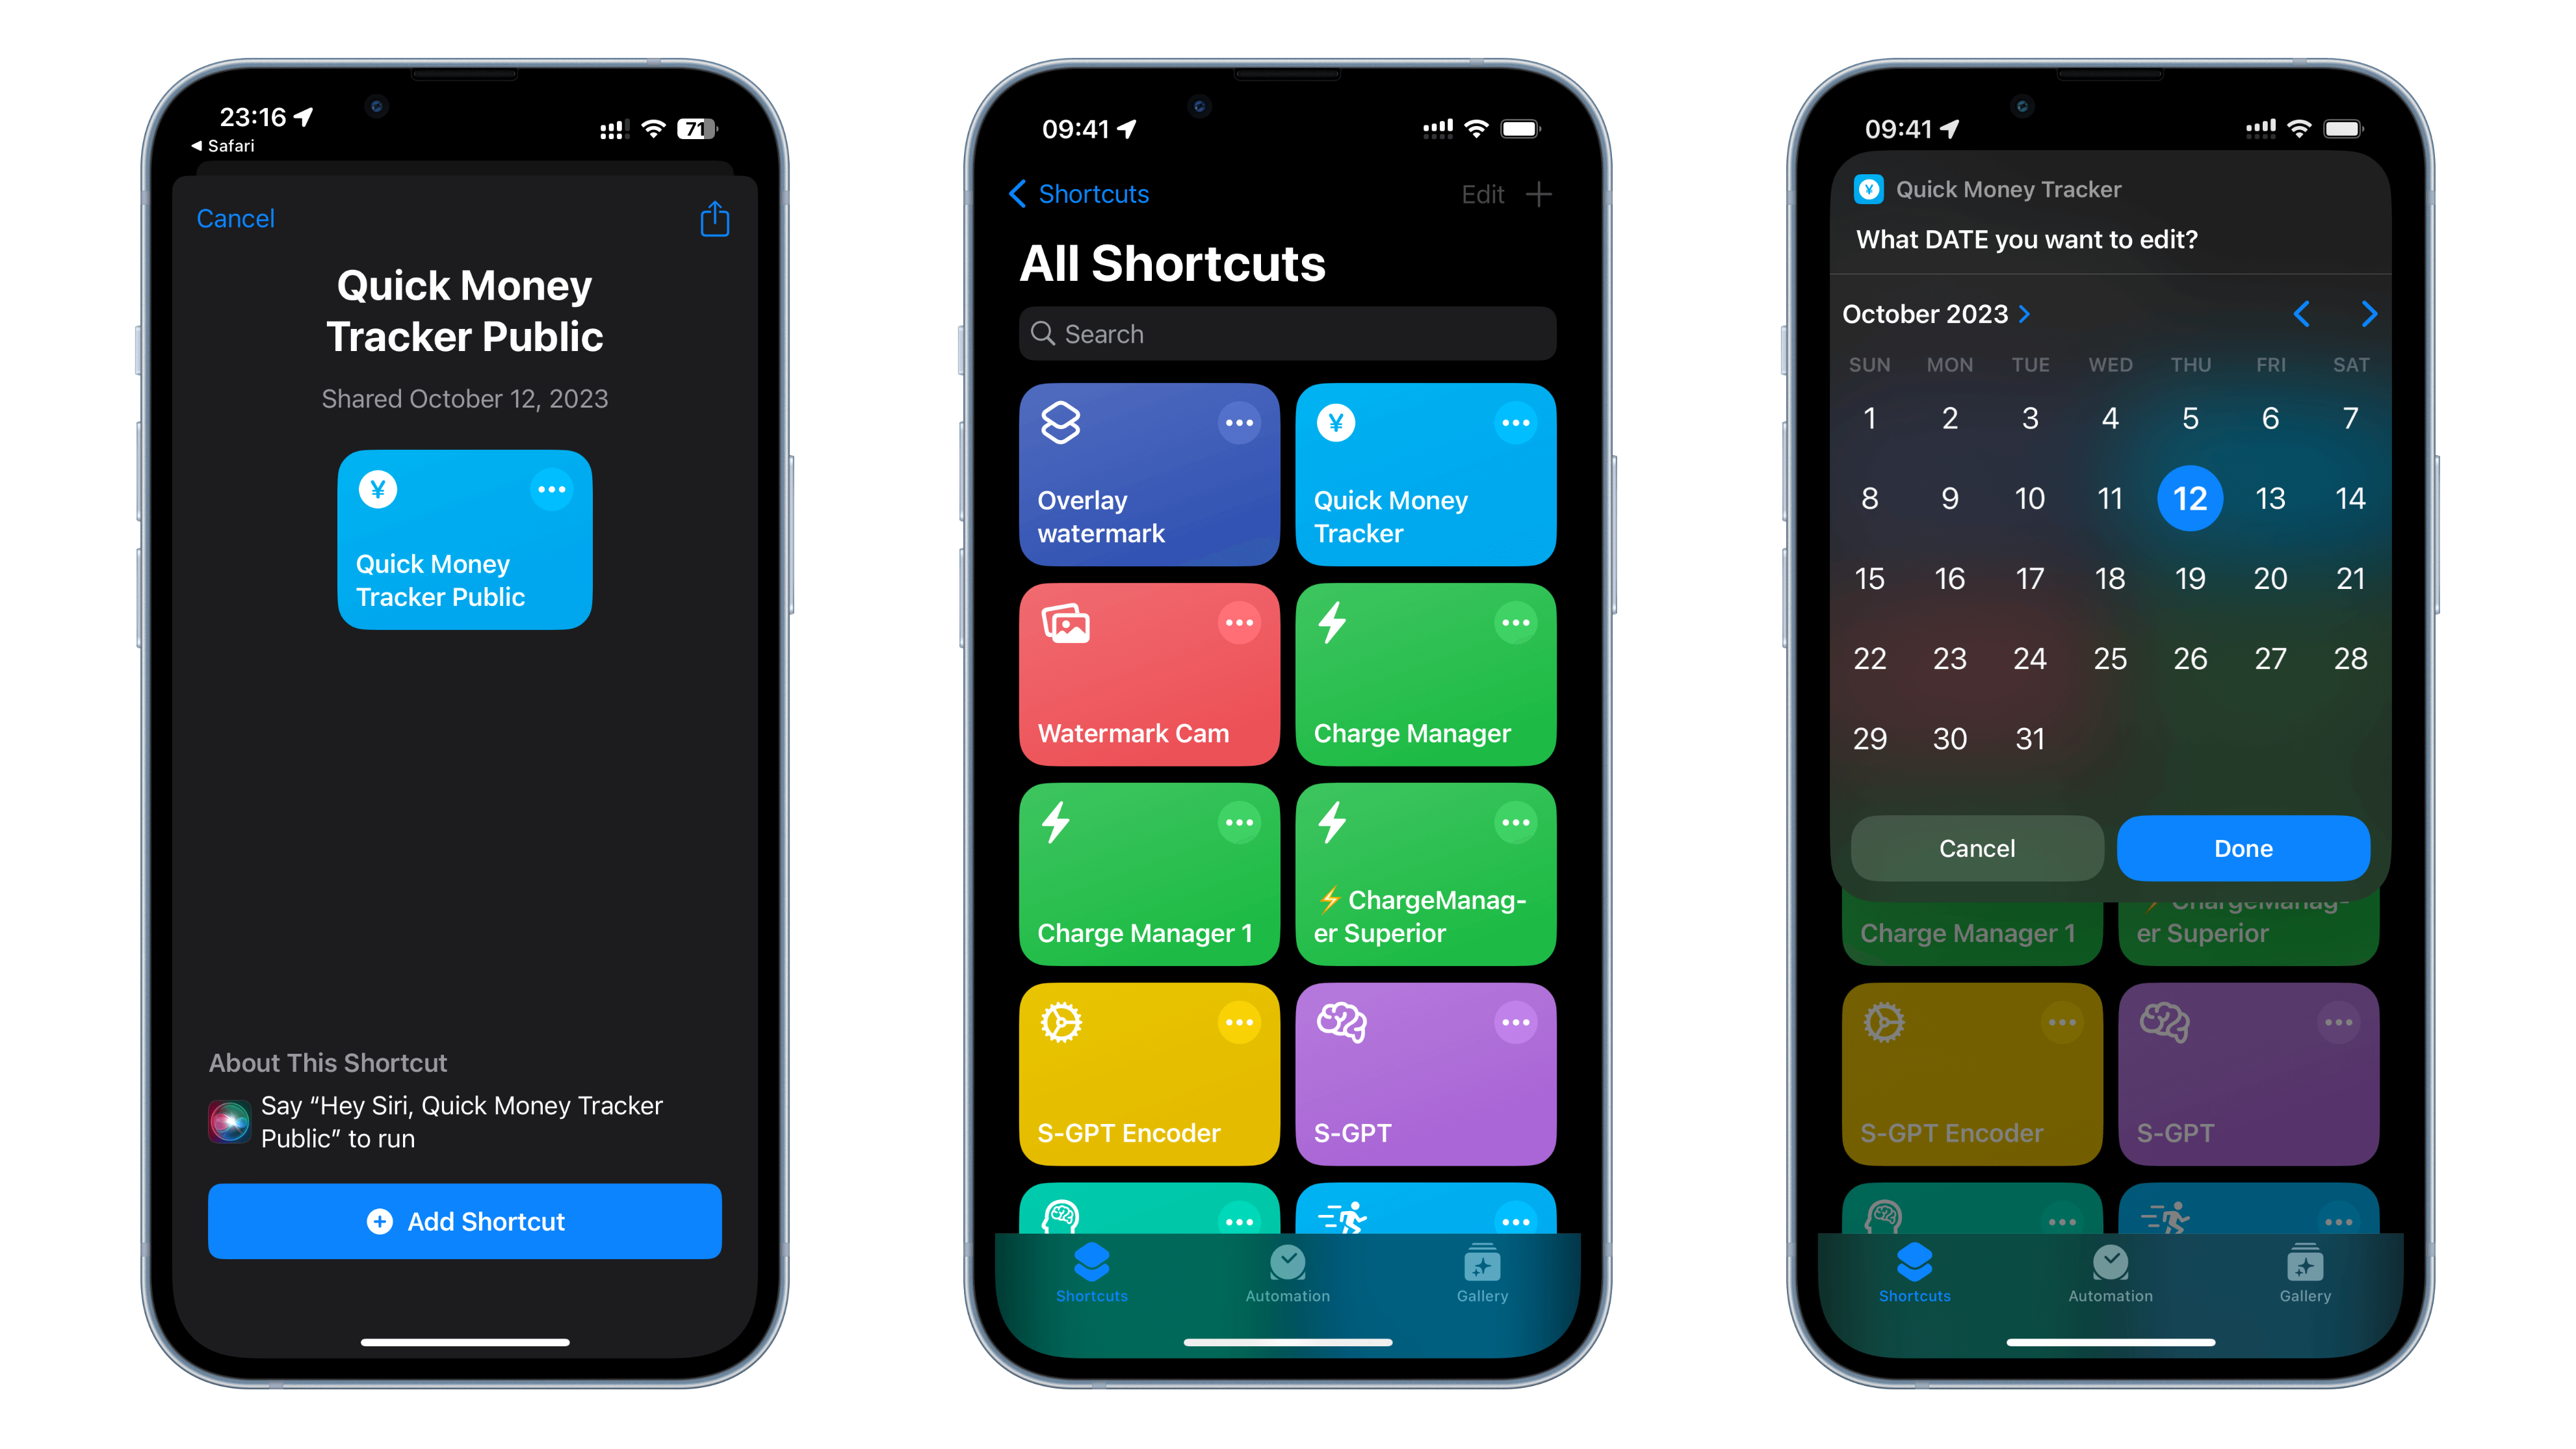 23:16
◀ Safari
71
Cancel
Quick Money
Tracker Public
Shared October 12, 2023
¥
Quick Money
Tracker Public
About This Shortcut
Say “Hey Siri, Quick Money Tracker
Public” to run
Add Shortcut
09:41
Shortcuts
Edit
All Shortcuts
Search
Overlay
watermark
¥
Quick Money
Tracker
Watermark Cam
Charge Manager
Charge Manager 1
⚡ ChargeManag-
er Superior
S-GPT Encoder
S-GPT
Shortcuts
Automation
Gallery
09:41
¥
Quick Money Tracker
What DATE you want to edit?
October 2023
SUN MON TUE WED THU FRI SAT
1 2 3 4 5 6 7
8 9 10 11 12 13 14
15 16 17 18 19 20 21
22 23 24 25 26 27 28
29 30 31
Cancel
Done
Charge Manager 1
⚡ ChargeManag-
er Superior
S-GPT Encoder
S-GPT
Shortcuts
Automation
Gallery